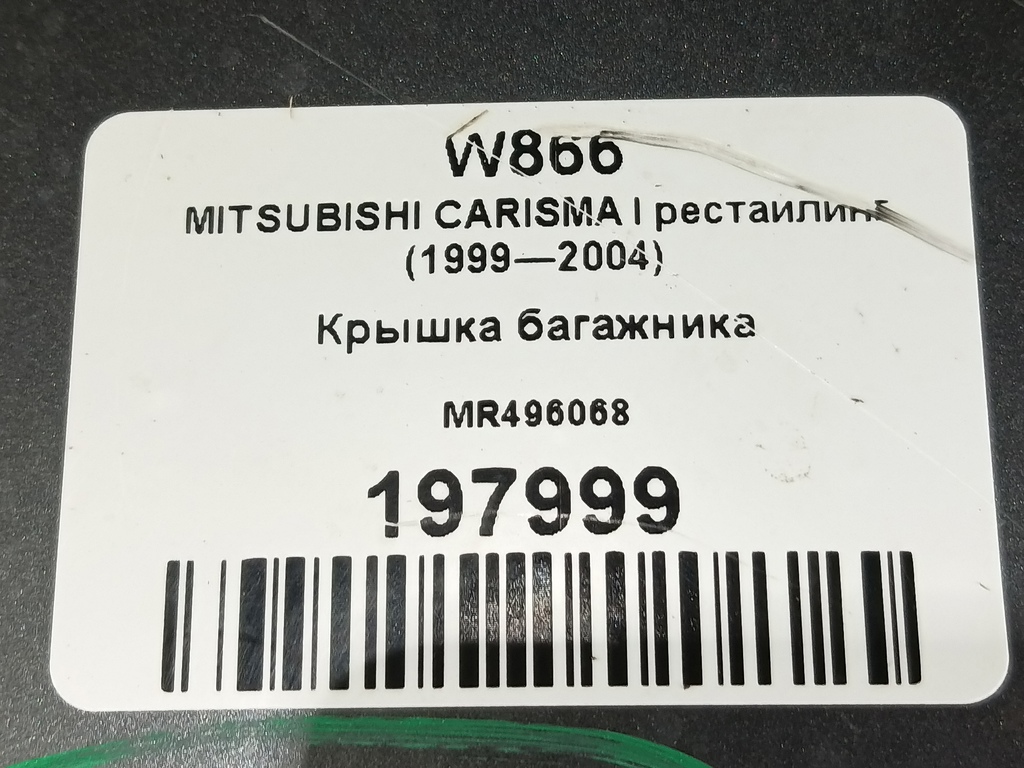 W866
MITSUBISHI CARISMA I рестайлинг
(1999—2004)
Крышка багажника
MR496068
197999